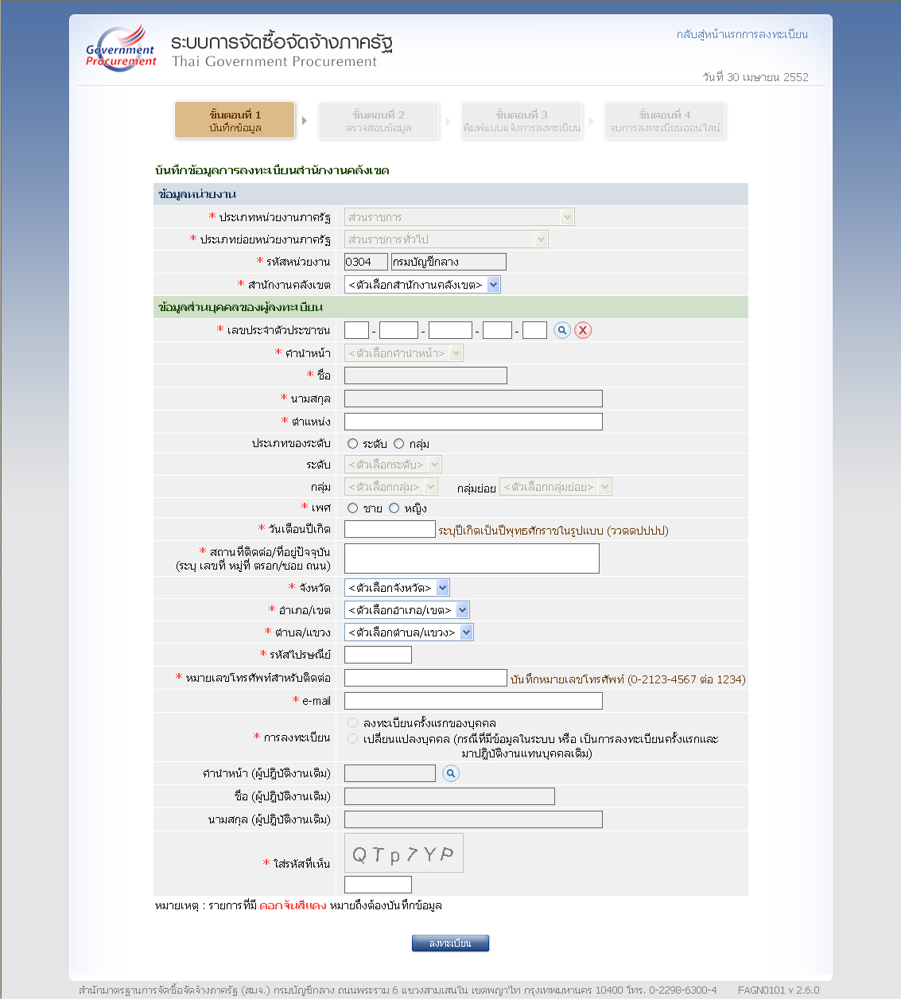 Government
Procurement
ระบบการจัดซื้อจัดจ้างภาครัฐ
Thai Government Procurement
กลับสู่หน้าแรกการลงทะเบียน
วันที่ 30 เมษายน 2552
ขั้นตอนที่ 1
บันทึกข้อมูล
ขั้นตอนที่ 2
ตรวจสอบข้อมูล
ขั้นตอนที่ 3
พิมพ์แบบแจ้งการลงทะเบียน
ขั้นตอนที่ 4
จบการลงทะเบียนออนไลน์
บันทึกข้อมูลการลงทะเบียนสำนักงานคลังเขต
ข้อมูลหน่วยงาน
* ประเภทหน่วยงานภาครัฐ ส่วนราชการ
* ประเภทย่อยหน่วยงานภาครัฐ ส่วนราชการทั่วไป
* รหัสหน่วยงาน 0304 กรมบัญชีกลาง
* สำนักงานคลังเขต <ตัวเลือกสำนักงานคลังเขต>
ข้อมูลส่วนบุคคลของผู้ลงทะเบียน
* เลขประจำตัวประชาชน - - - -
* คำนำหน้า <ตัวเลือกคำนำหน้า>
* ชื่อ
* นามสกุล
* ตำแหน่ง
ประเภทของระดับ ระดับ กลุ่ม
ระดับ <ตัวเลือกระดับ>
กลุ่ม <ตัวเลือกกลุ่ม> กลุ่มย่อย <ตัวเลือกกลุ่มย่อย>
* เพศ ชาย หญิง
* วันเดือนปีเกิด ระบุปีเกิดเป็นปีพุทธศักราชในรูปแบบ (ววดดปปปป)
* สถานที่ติดต่อ/ที่อยู่ปัจจุบัน
(ระบุ เลขที่ หมู่ที่ ตรอก/ซอย ถนน)
* จังหวัด <ตัวเลือกจังหวัด>
* อำเภอ/เขต <ตัวเลือกอำเภอ/เขต>
* ตำบล/แขวง <ตัวเลือกตำบล/แขวง>
* รหัสไปรษณีย์
* หมายเลขโทรศัพท์สำหรับติดต่อ บันทึกหมายเลขโทรศัพท์ (0-2123-4567 ต่อ 1234)
* e-mail
* การลงทะเบียน ลงทะเบียนครั้งแรกของบุคคล
เปลี่ยนแปลงบุคคล (กรณีที่มีข้อมูลในระบบ หรือ เป็นการลงทะเบียนครั้งแรกและ
มาปฏิบัติงานแทนบุคคลเดิม)
คำนำหน้า (ผู้ปฏิบัติงานเดิม)
ชื่อ (ผู้ปฏิบัติงานเดิม)
นามสกุล (ผู้ปฏิบัติงานเดิม)
* ใส่รหัสที่เห็น QTp7YP
หมายเหตุ : รายการที่มี ดอกจันสีแดง หมายถึงต้องบันทึกข้อมูล
ลงทะเบียน
สำนักมาตรฐานการจัดซื้อจัดจ้างภาครัฐ (สมจ.) กรมบัญชีกลาง ถนนพระราม 6 แขวงสามเสนใน เขตพญาไท กรุงเทพมหานคร 10400 โทร. 0-2298-6300-4 FAGN0101 v 2.6.0